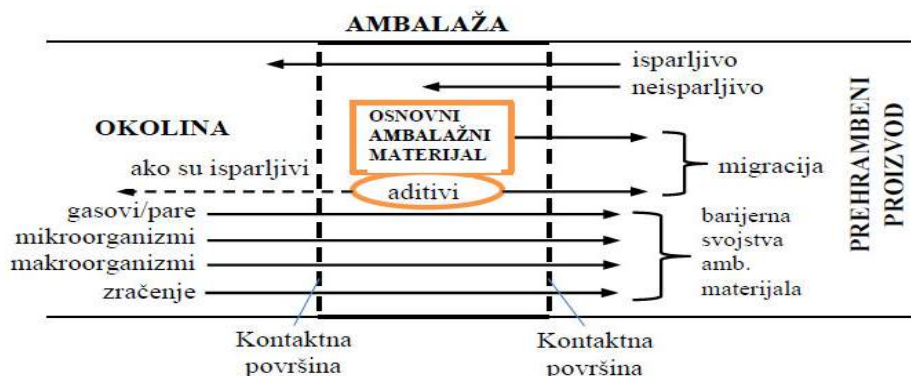 AMBALAŽA
isparljivo
neisparljivo
OKOLINA
OSNOVNI
AMBALAŽNI
MATERIJAL
ako su isparljivi
aditivi
migracija
gasovi/pare
mikroorganizmi
makroorganizmi
zračenje
barijerna
svojstva
amb.
materijala
PREHRAMBENI
PROIZVOD
Kontaktna
površina
Kontaktna
površina